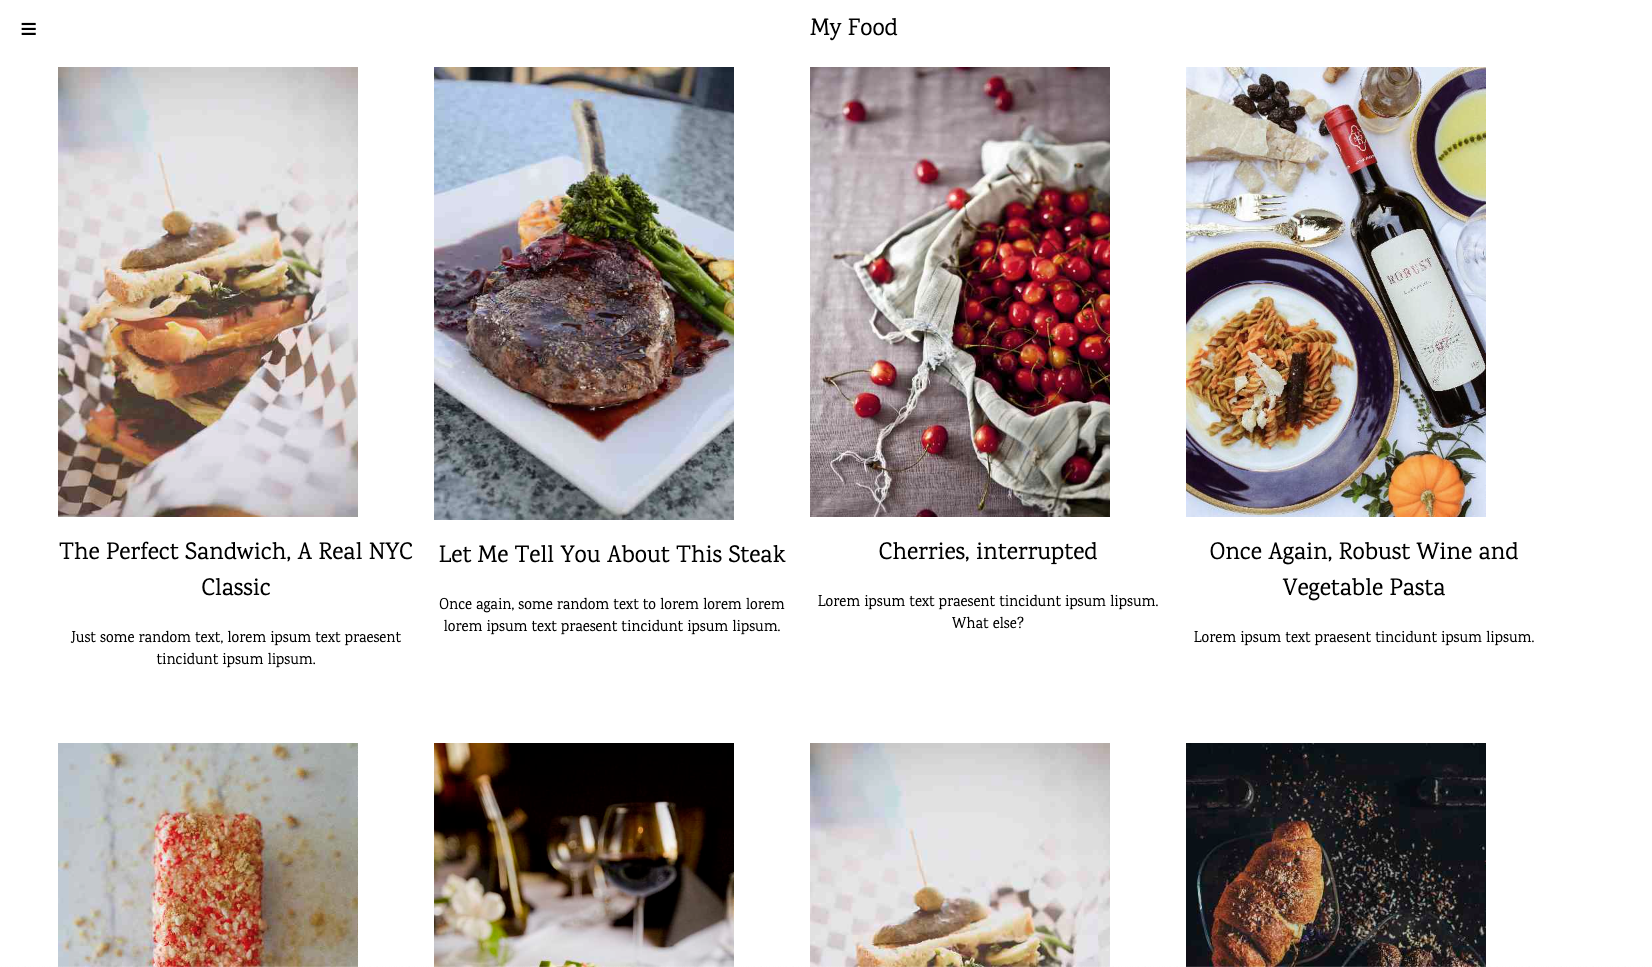 My Food
ROBUST
The Perfect Sandwich, A Real NYC
Classic
Just some random text, lorem ipsum text praesent
tincidunt ipsum lipsum.
Let Me Tell You About This Steak
Once again, some random text to lorem lorem lorem
lorem ipsum text praesent tincidunt ipsum lipsum.
Cherries, interrupted
Lorem ipsum text praesent tincidunt ipsum lipsum.
What else?
Once Again, Robust Wine and
Vegetable Pasta
Lorem ipsum text praesent tincidunt ipsum lipsum.